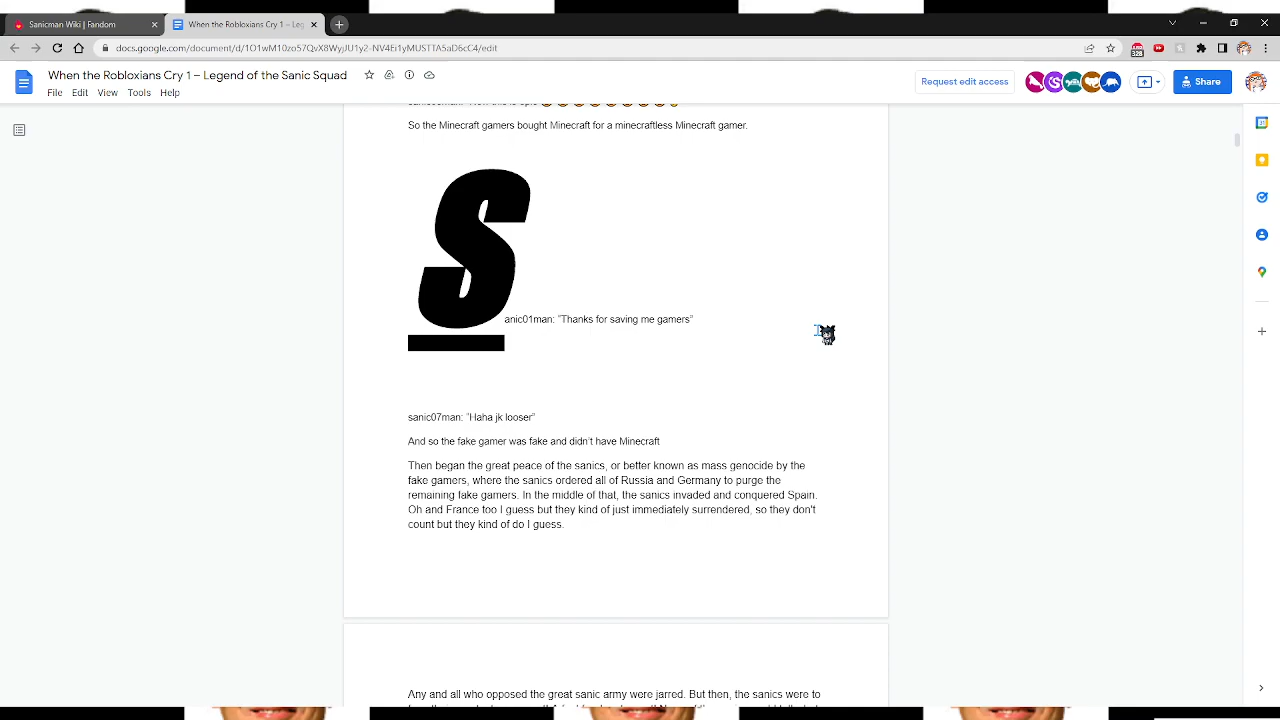 Sanicman Wiki | Fandom
When the Robloxians Cry 1 – Leg
docs.google.com/document/d/1O1wM10zo57QvX8WyjJU1y2-NV4Ei1yMUSTTA5aD6cC4/edit
When the Robloxians Cry 1 – Legend of the Sanic Squad
Request edit access
Share
File Edit View Tools Help
So the Minecraft gamers bought Minecraft for a minecraftless Minecraft gamer.
Sanic01man: “Thanks for saving me gamers”
sanic07man: “Haha jk looser”
And so the fake gamer was fake and didn’t have Minecraft
Then began the great peace of the sanics, or better known as mass genocide by the
fake gamers, where the sanics ordered all of Russia and Germany to purge the
remaining fake gamers. In the middle of that, the sanics invaded and conquered Spain.
Oh and France too I guess but they kind of just immediately surrendered, so they don't
count but they kind of do I guess.
Any and all who opposed the great sanic army were jarred. But then, the sanics were to